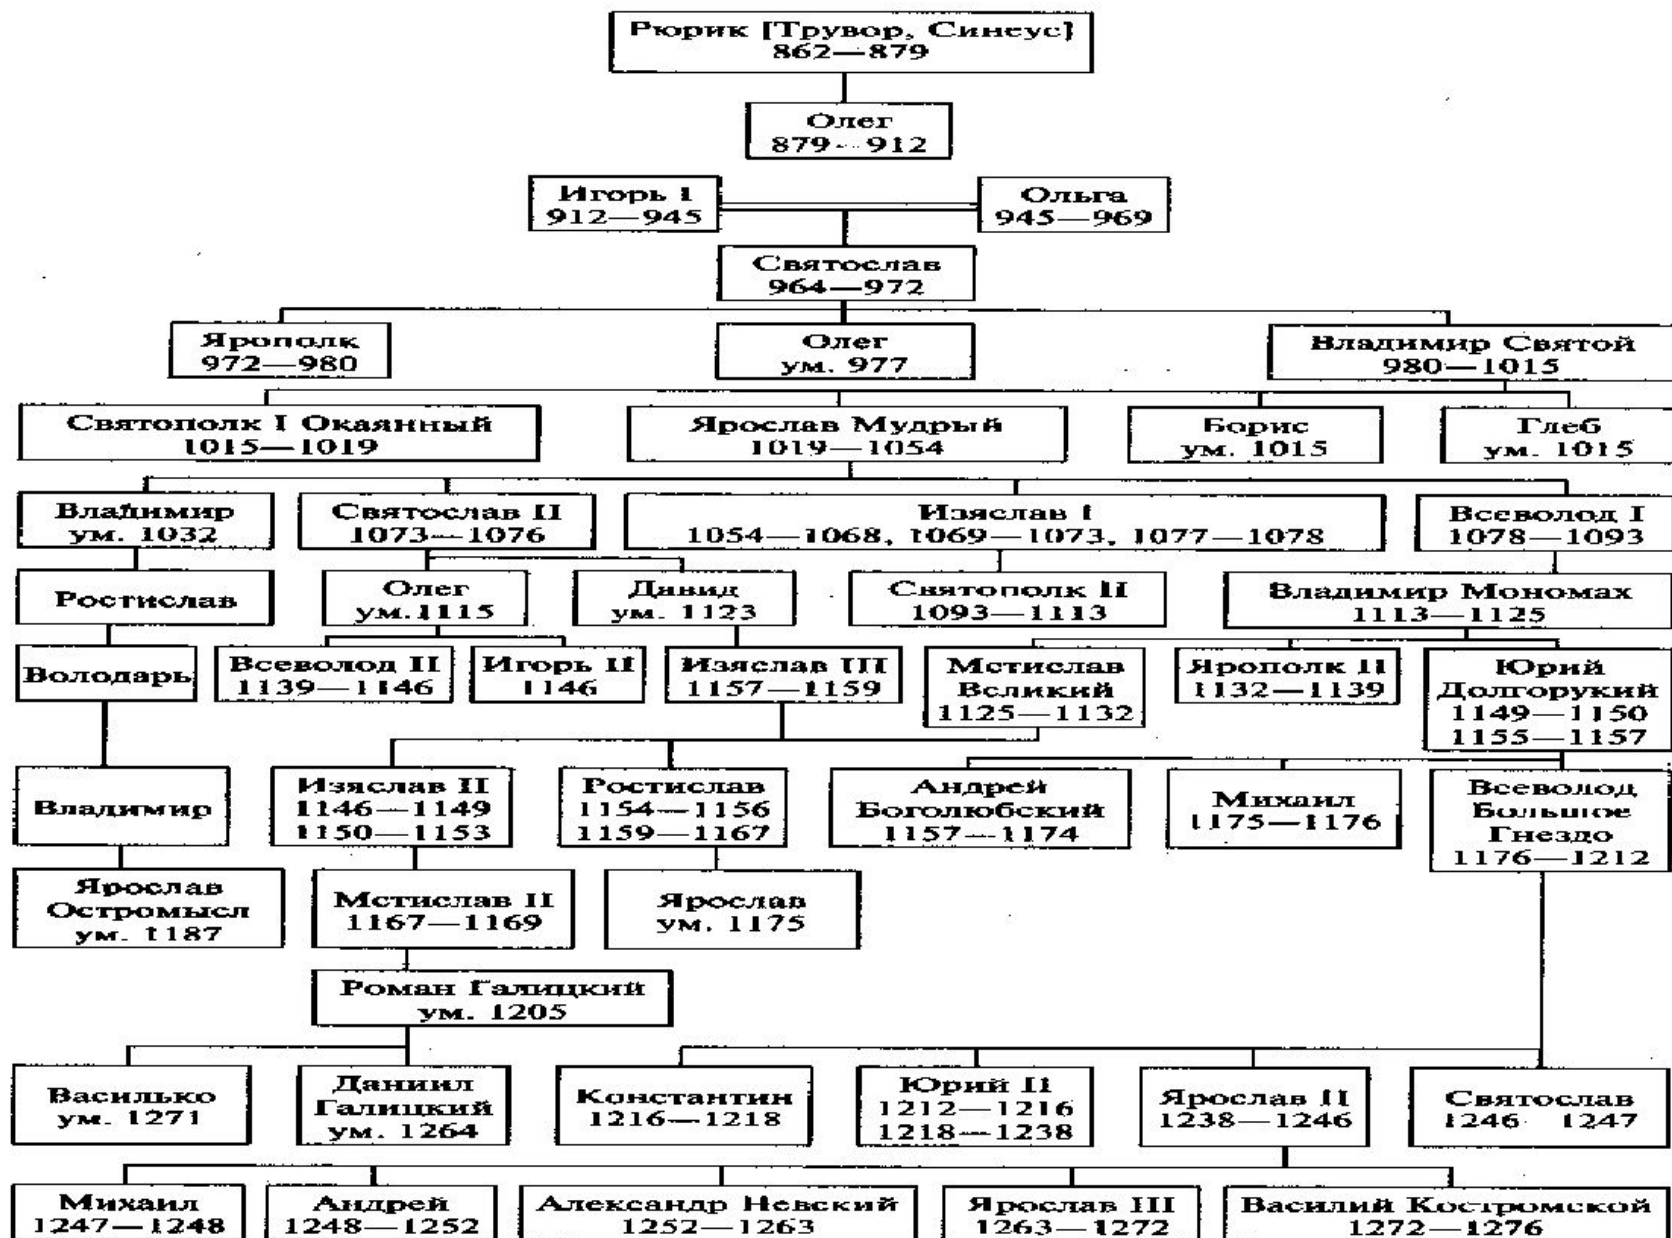 Рюрик [Трувор, Синеус]
862—879
Олег
879—912
Игорь I
912—945
Ольга
945—969
Святослав
964—972
Ярополк
972—980
Олег
ум. 977
Владимир Святой
980—1015
Святополк I Окаянный
1015—1019
Ярослав Мудрый
1019—1054
Борис
ум. 1015
Глеб
ум. 1015
Владимир
ум. 1032
Святослав II
1073—1076
Изяслав I
1054—1068, 1069—1073, 1077—1078
Всеволод I
1078—1093
Ростислав
Олег
ум.1115
Давид
ум. 1123
Святополк II
1093—1113
Владимир Мономах
1113—1125
Володарь
Всеволод II
1139—1146
Игорь II
1146
Изяслав III
1157—1159
Мстислав
Великий
1125—1132
Ярополк II
1132—1139
Юрий
Долгорукий
1149—1150
1155—1157
Владимир
Изяслав II
1146—1149
1150—1153
Ростислав
1154—1156
1159—1167
Андрей
Боголюбский
1157—1174
Михаил
1175—1176
Всеволод
Большое
Гнездо
1176—1212
Ярослав
Остромысл
ум. 1187
Мстислав II
1167—1169
Ярослав
ум. 1175
Роман Галицкий
ум. 1205
Василько
ум. 1271
Даниил
Галицкий
ум. 1264
Константин
1216—1218
Юрий II
1212—1216
1218—1238
Ярослав II
1238—1246
Святослав
1246 1247
Михаил
1247—1248
Андрей
1248—1252
Александр Невский
1252—1263
Ярослав III
1263—1272
Василий Костромской
1272—1276